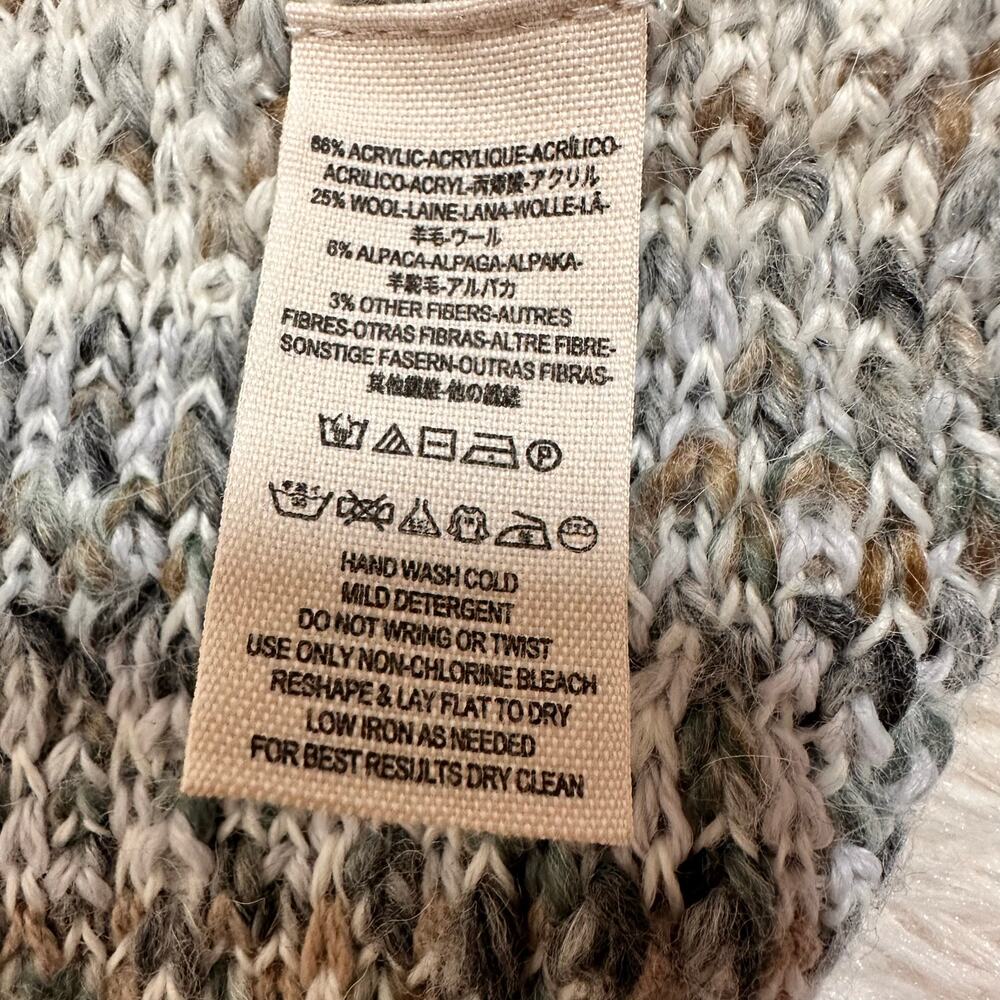 66% ACRYLIC-ACRYLIQUE-ACRÍLICO-
ACRILICO-ACRYL-丙烯酸-アクリル
25% WOOL-LAINE-LANA-WOLLE-LÃ-
羊毛-ウール
6% ALPACA-ALPAGA-ALPAKA-
羊驼毛-アルパカ
3% OTHER FIBERS-AUTRES
FIBRES-OTRAS FIBRAS-ALTRE FIBRE-
SONSTIGE FASERN-OUTRAS FIBRAS-
其他纖維-他の繊維
P
HAND WASH COLD
MILD DETERGENT
DO NOT WRING OR TWIST
USE ONLY NON-CHLORINE BLEACH
RESHAPE & LAY FLAT TO DRY
LOW IRON AS NEEDED
FOR BEST RESULTS DRY CLEAN